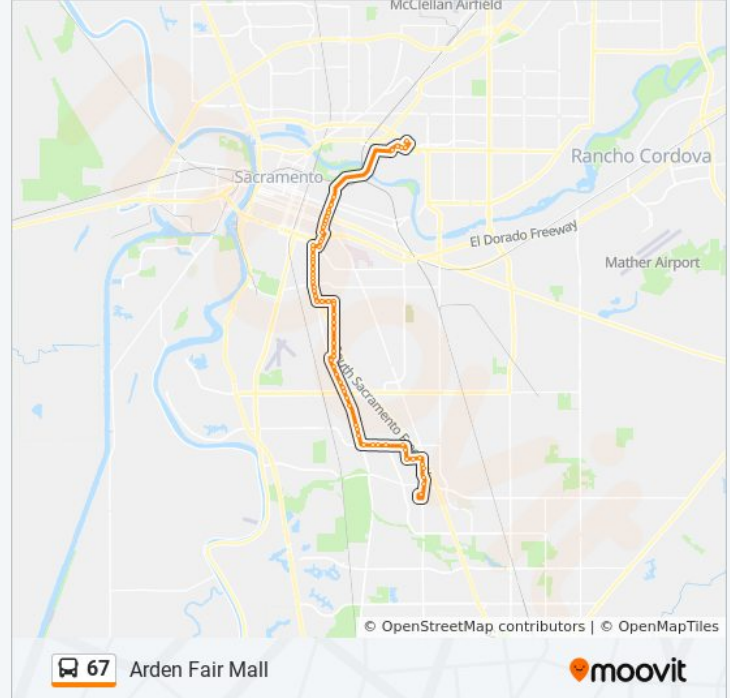 McClellan Airfield
Rancho Cordova
Sacramento
El Dorado Freeway
Mather Airport
South Sacramento
© OpenStreetMap contributors | © OpenMapTiles
67 Arden Fair Mall
moovit